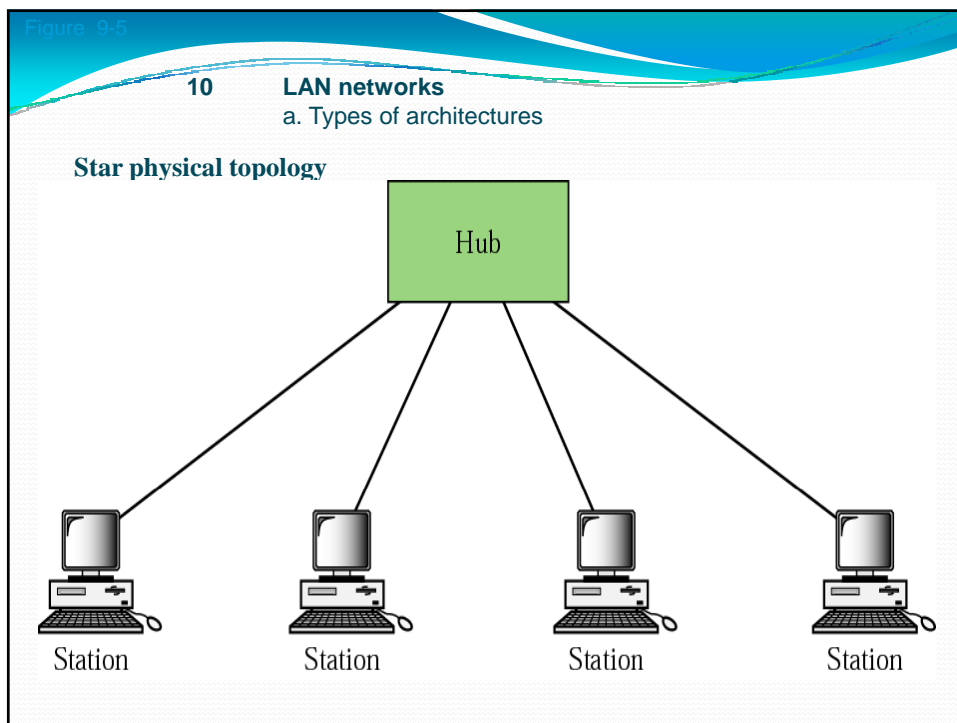 Figure 9-5
10 LAN networks
a. Types of architectures
Star physical topology
Hub
Station Station Station Station